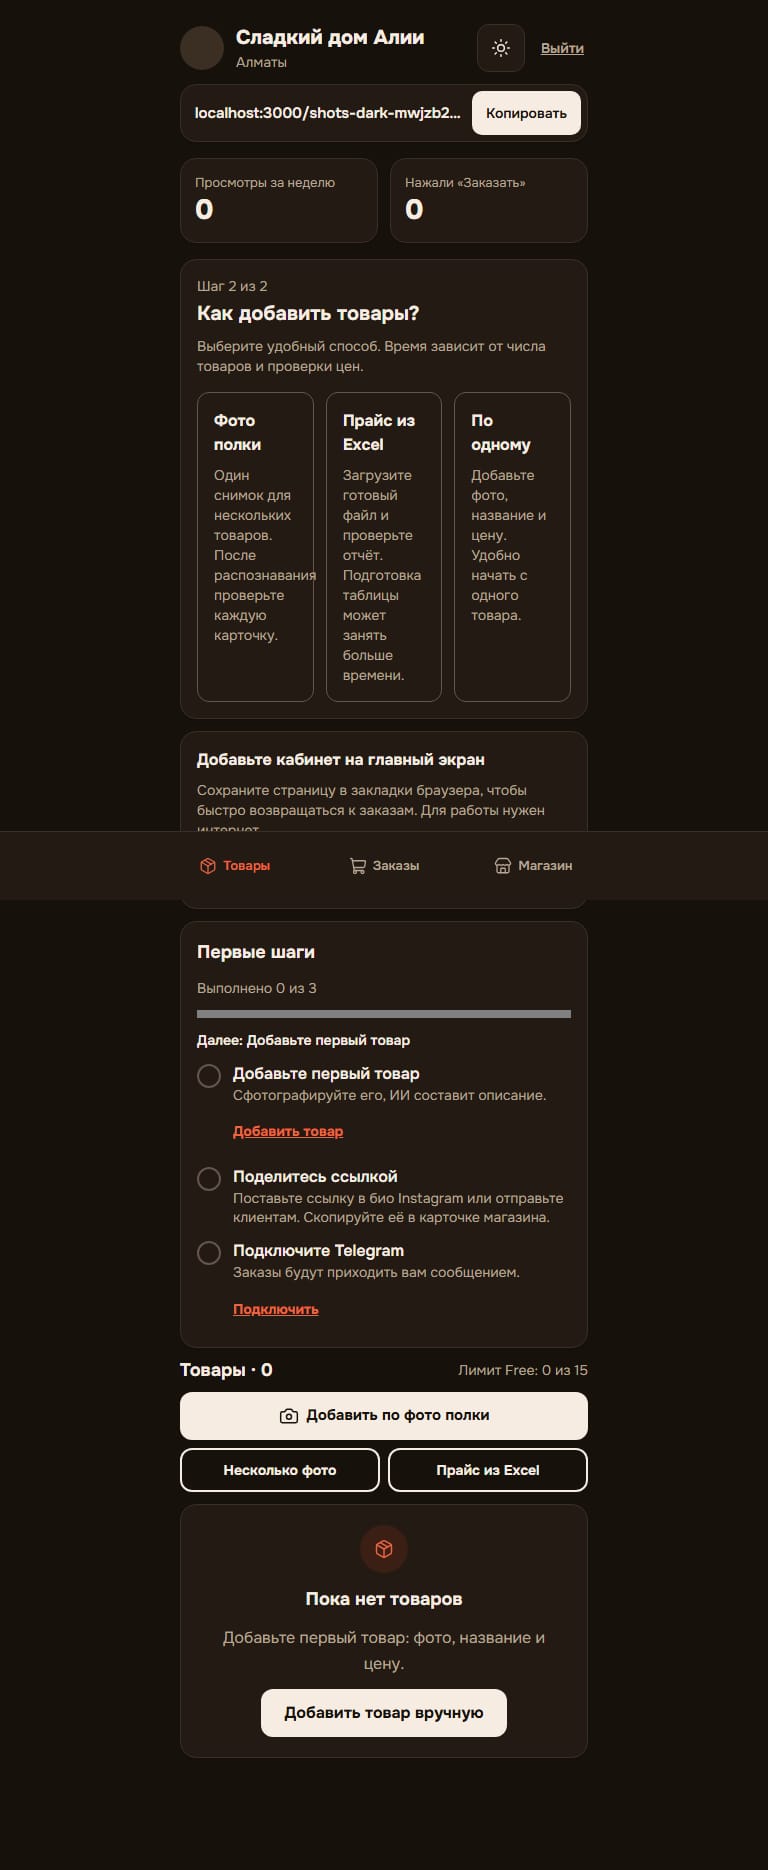 Сладкий дом Алии
Алматы
Выйти
localhost:3000/shots-dark-mwjzb2...
Копировать
Просмотры за неделю
0
Нажали «Заказать»
0
Шаг 2 из 2
Как добавить товары?
Выберите удобный способ. Время зависит от числа
товаров и проверки цен.
Фото
полки
Один
снимок для
нескольких
товаров.
После
распознавания
проверьте
каждую
карточку.
Прайс из
Excel
Загрузите
готовый
файл и
проверьте
отчёт.
Подготовка
таблицы
может
занять
больше
времени.
По
одному
Добавьте
фото,
название и
цену.
Удобно
начать с
одного
товара.
Добавьте кабинет на главный экран
Сохраните страницу в закладки браузера, чтобы
быстро возвращаться к заказам. Для работы нужен
интернет.
Товары
Заказы
Магазин
Первые шаги
Выполнено 0 из 3
Далее: Добавьте первый товар
Добавьте первый товар
Сфотографируйте его, ИИ составит описание.
Добавить товар
Поделитесь ссылкой
Поставьте ссылку в био Instagram или отправьте
клиентам. Скопируйте её в карточке магазина.
Подключите Telegram
Заказы будут приходить вам сообщением.
Подключить
Товары · 0
Лимит Free: 0 из 15
Добавить по фото полки
Несколько фото
Прайс из Excel
Пока нет товаров
Добавьте первый товар: фото, название и
цену.
Добавить товар вручную